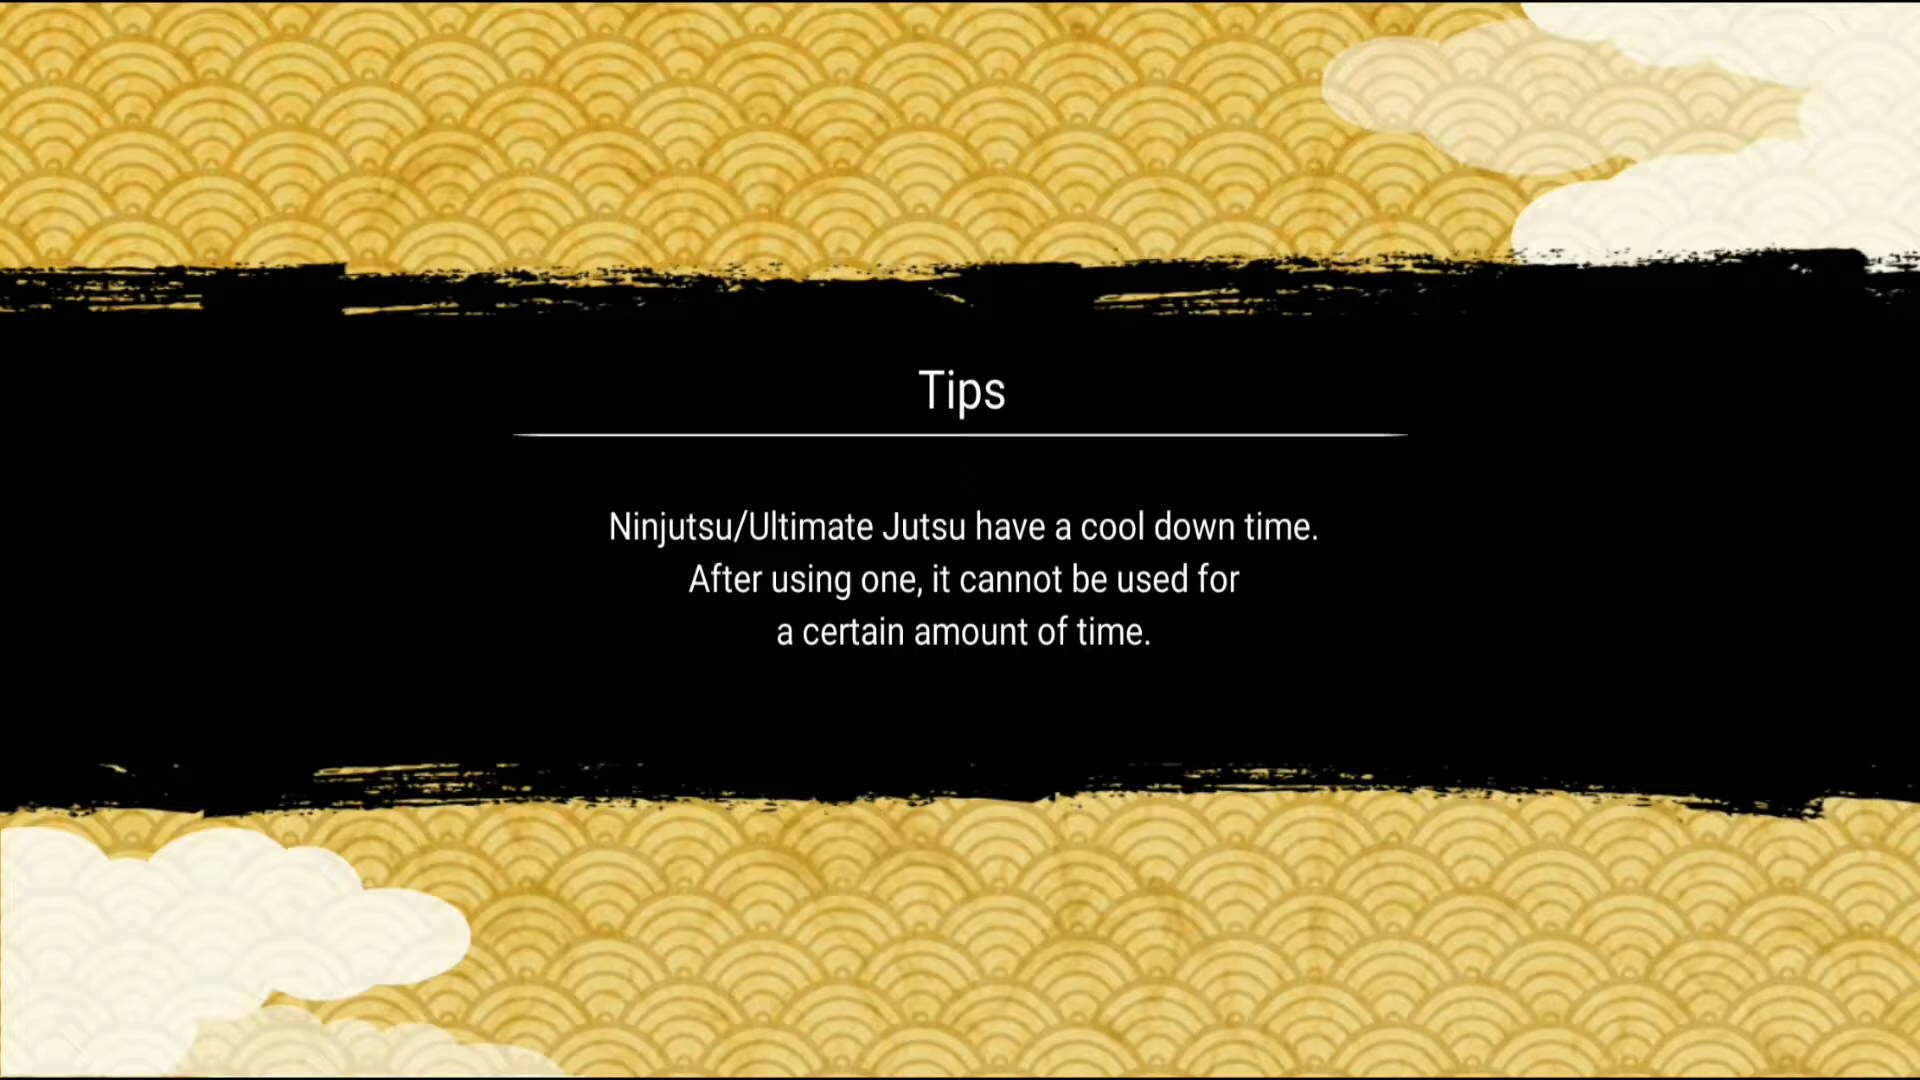 Tips
Ninjutsu/Ultimate Jutsu have a cool down time.
After using one, it cannot be used for
a certain amount of time.